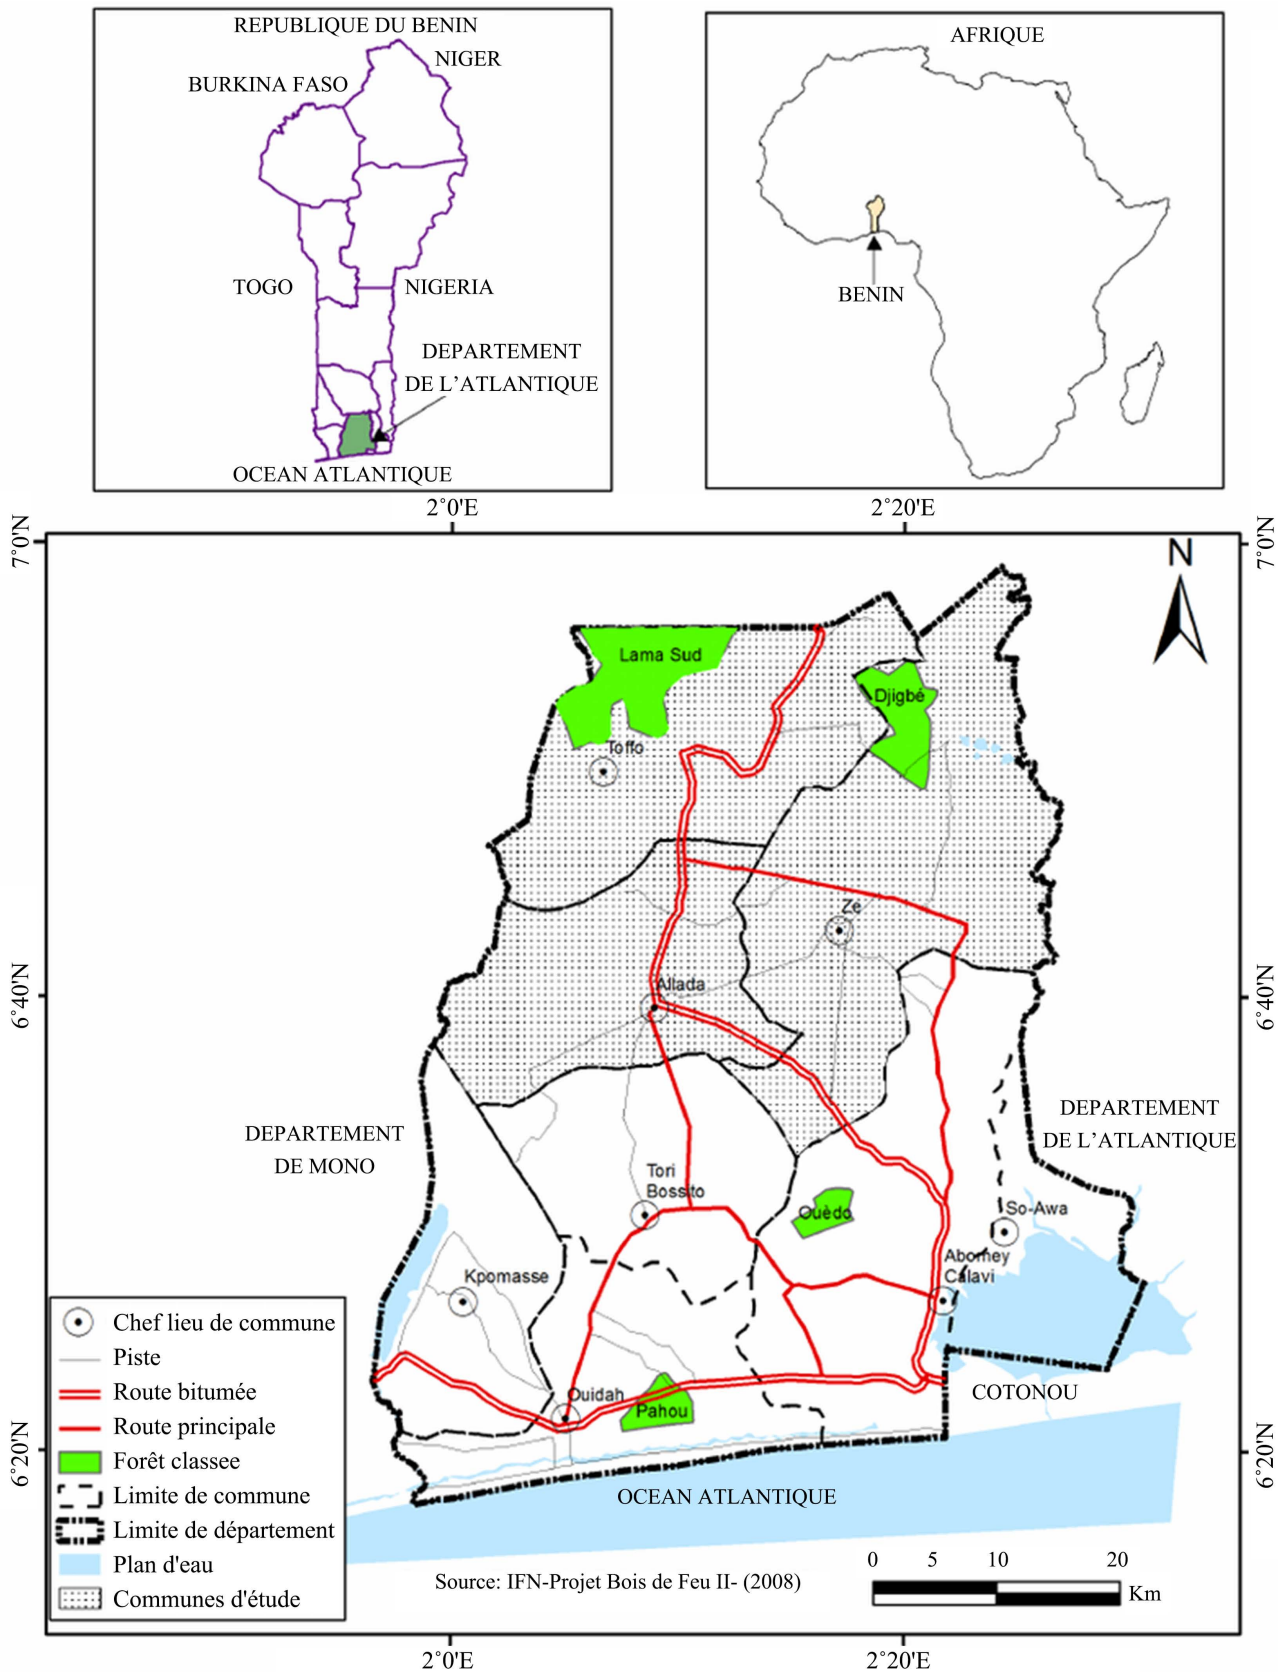 REPUBLIQUE DU BENIN
NIGER
BURKINA FASO
TOGO
NIGERIA
DEPARTEMENT
DE L'ATLANTIQUE
OCEAN ATLANTIQUE
AFRIQUE
BENIN
2°0'E
2°20'E
7°0'N
7°0'N
N
Lama Sud
Djigbé
Toffo
Ze
Allada
6°40'N
6°40'N
DEPARTEMENT
DE MONO
DEPARTEMENT
DE L'ATLANTIQUE
Tori
Bossito
Ouèdo
So-Awa
Abomey
Calavi
Kpomasse
Ouidah
Pahou
COTONOU
6°20'N
6°20'N
OCEAN ATLANTIQUE
Chef lieu de commune
Piste
Route bitumée
Route principale
Forêt classee
Limite de commune
Limite de département
Plan d'eau
Communes d'étude
Source: IFN-Projet Bois de Feu II- (2008)
0 5 10 20
Km
2°0'E
2°20'E